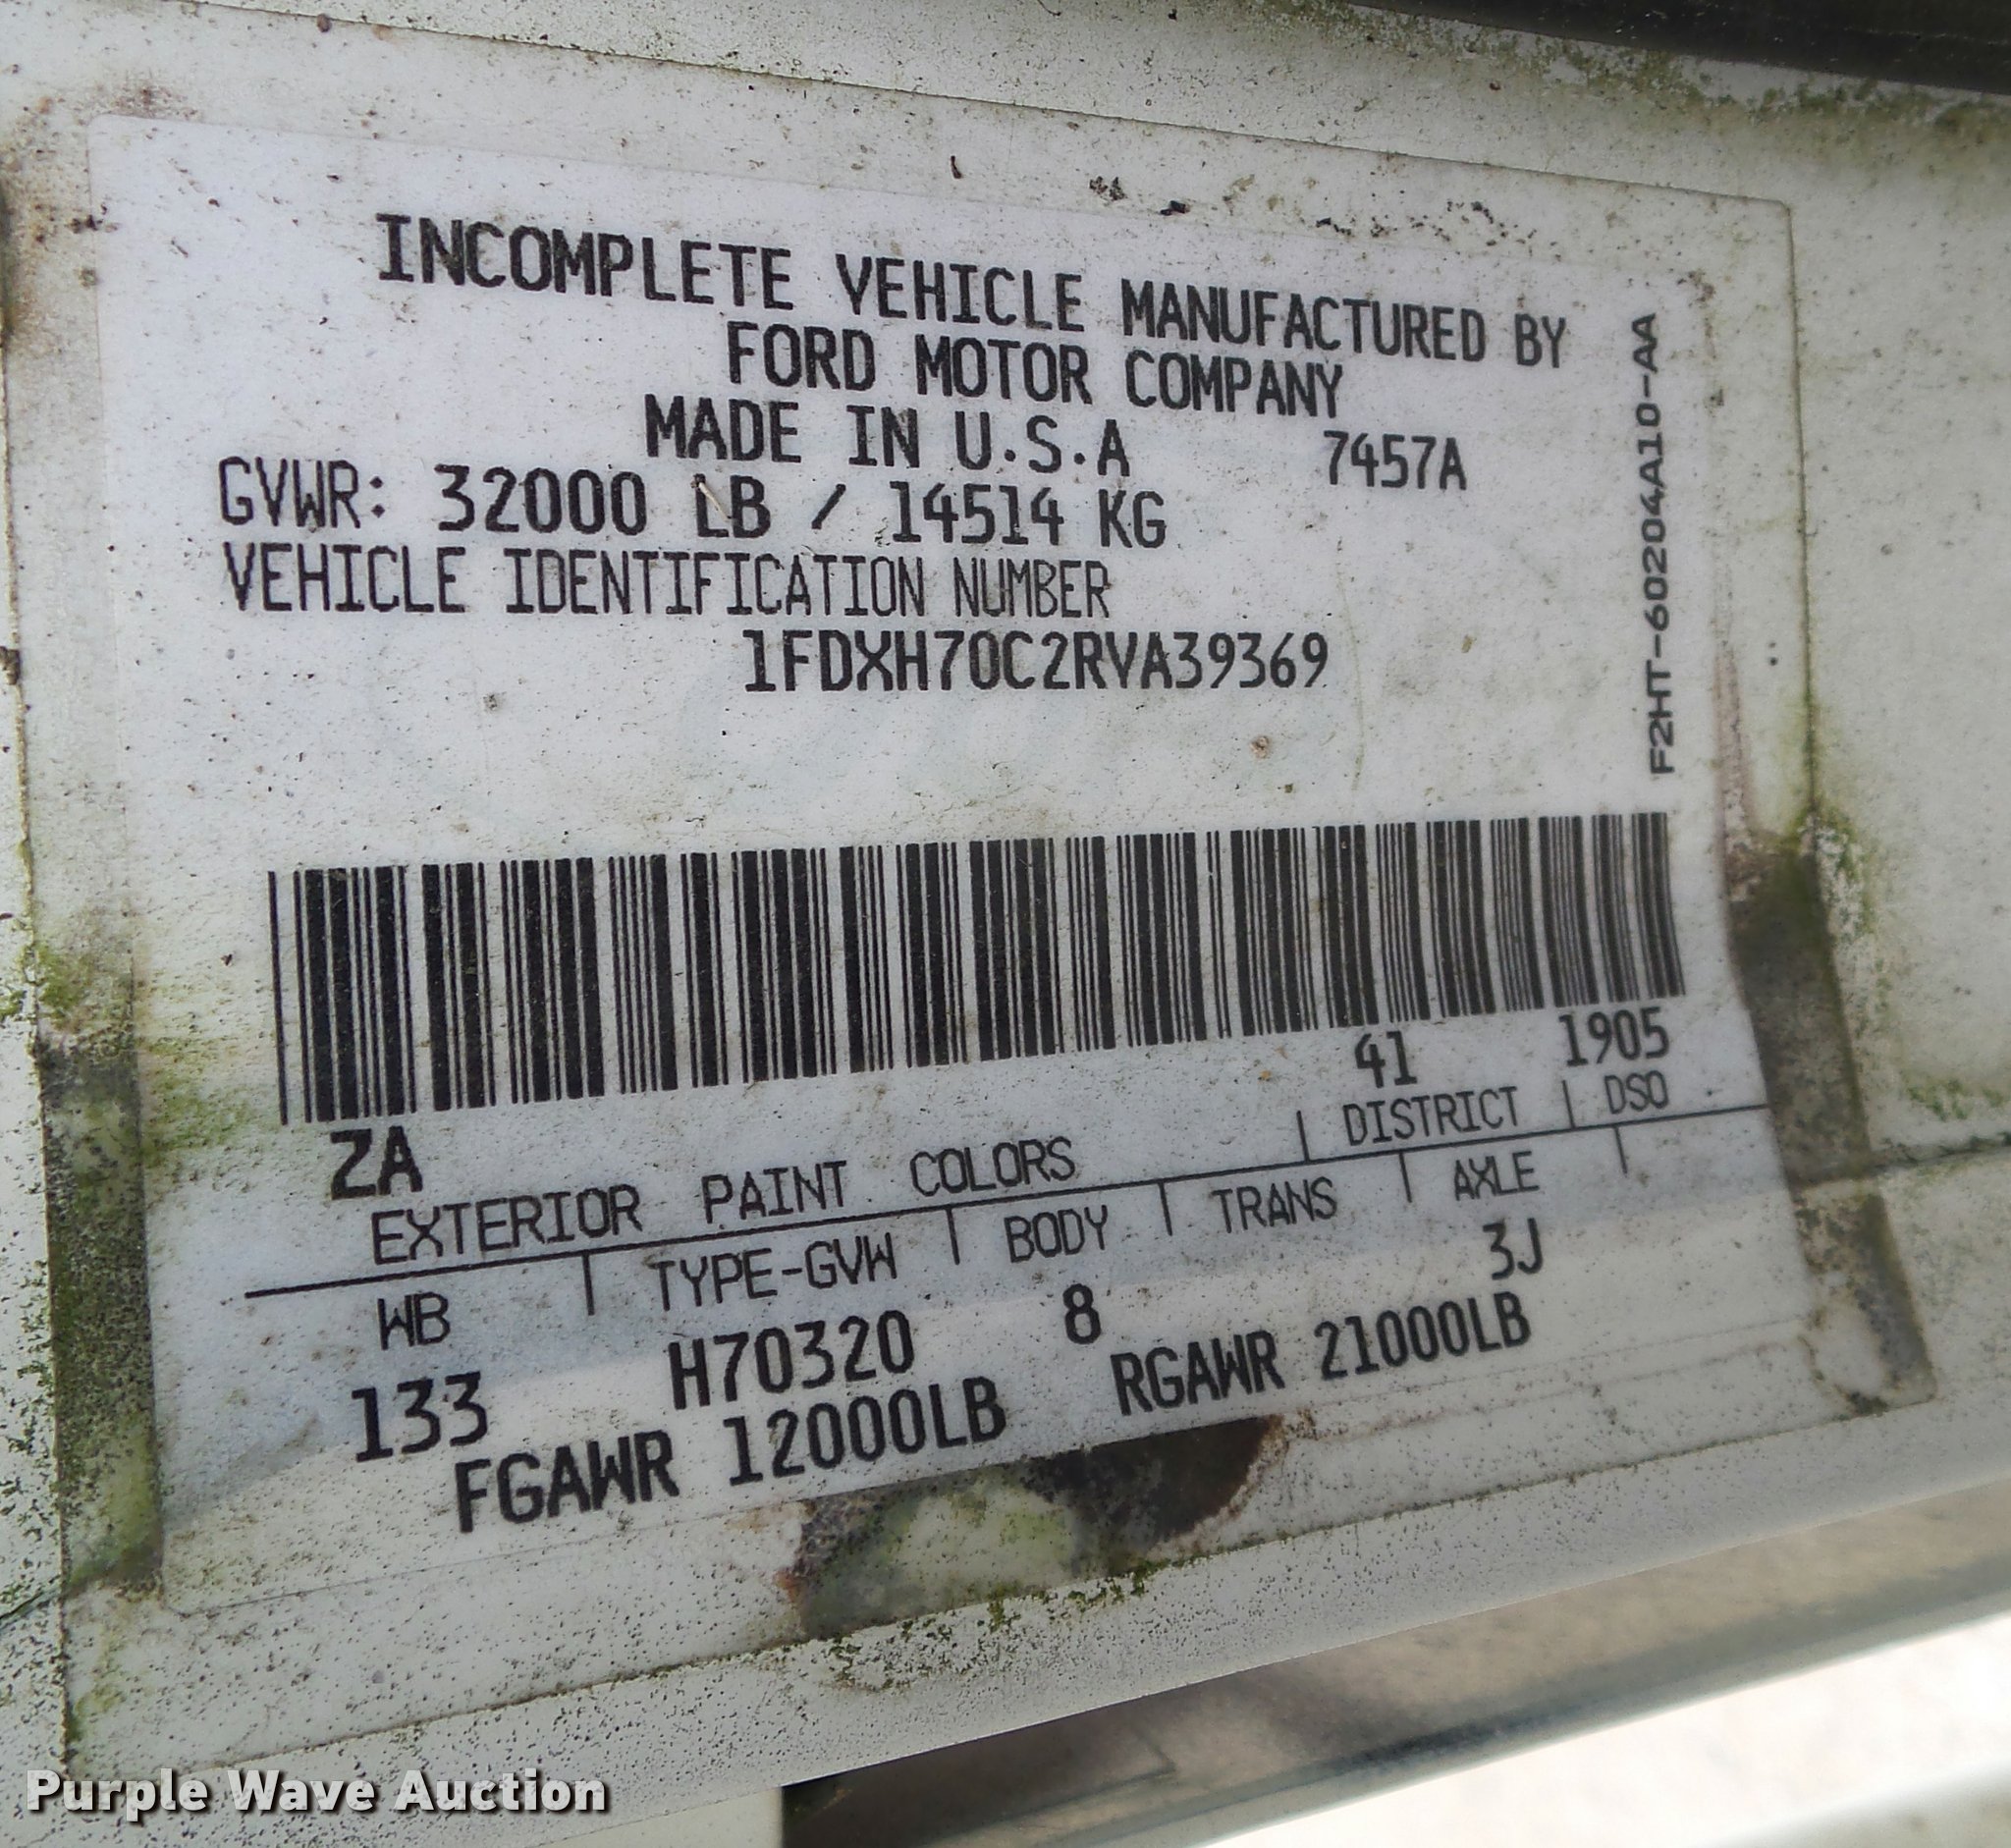 INCOMPLETE VEHICLE MANUFACTURED BY
FORD MOTOR COMPANY
MADE IN U.S.A 7457A
GVWR: 32000 LB / 14514 KG
VEHICLE IDENTIFICATION NUMBER
1FDXH70C2RVA39369
F2HT-60204A10-AA
41 1905
ZA
EXTERIOR PAINT COLORS | DISTRICT | DSO
WB | TYPE-GVW | BODY | TRANS | AXLE |
133 H70320 8 3J
FGAWR 12000LB RGAWR 21000LB
Purple Wave Auction